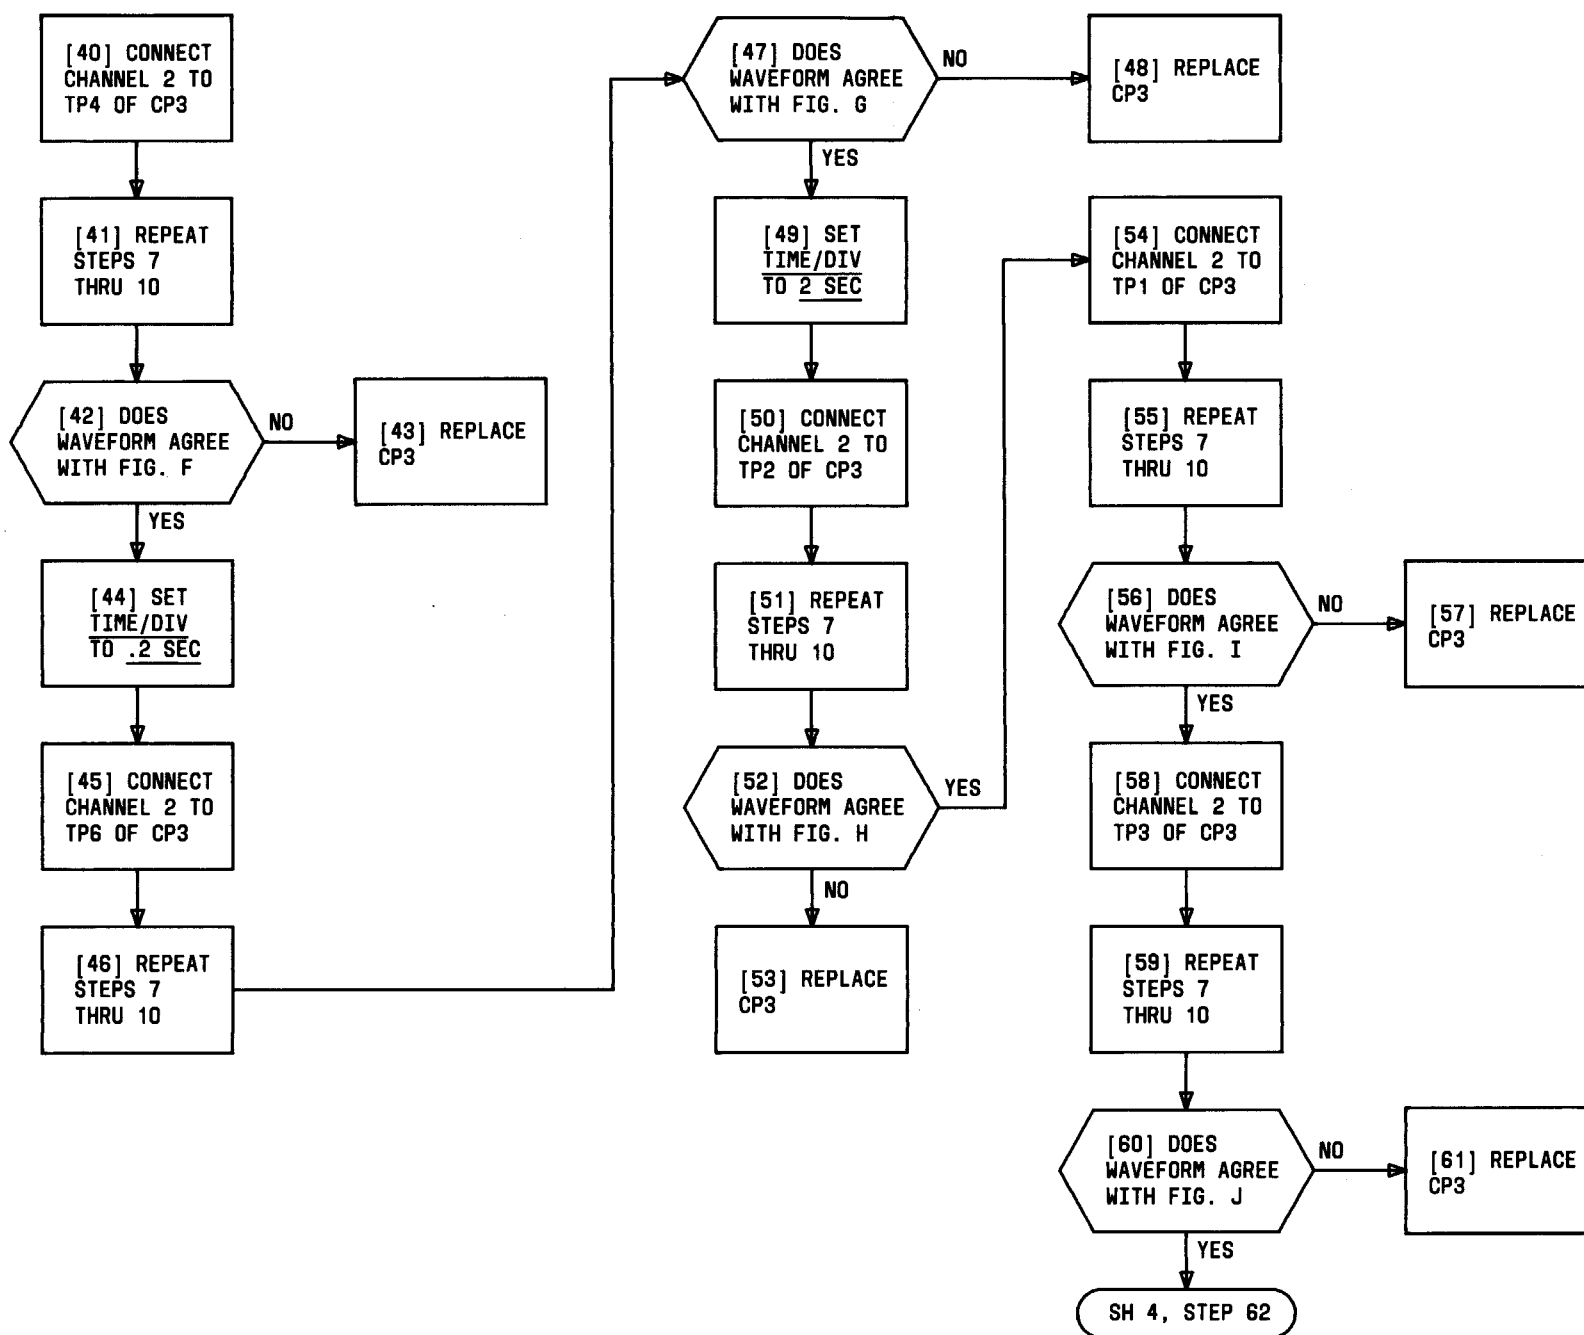 [40] CONNECT
CHANNEL 2 TO
TP4 OF CP3
[41] REPEAT
STEPS 7
THRU 10
[42] DOES
WAVEFORM AGREE
WITH FIG. F
NO
[43] REPLACE
CP3
YES
[44] SET
TIME/DIV
TO .2 SEC
[45] CONNECT
CHANNEL 2 TO
TP6 OF CP3
[46] REPEAT
STEPS 7
THRU 10
[47] DOES
WAVEFORM AGREE
WITH FIG. G
NO
[48] REPLACE
CP3
YES
[49] SET
TIME/DIV
TO 2 SEC
[50] CONNECT
CHANNEL 2 TO
TP2 OF CP3
[51] REPEAT
STEPS 7
THRU 10
[52] DOES
WAVEFORM AGREE
WITH FIG. H
YES
NO
[53] REPLACE
CP3
[54] CONNECT
CHANNEL 2 TO
TP1 OF CP3
[55] REPEAT
STEPS 7
THRU 10
[56] DOES
WAVEFORM AGREE
WITH FIG. I
NO
[57] REPLACE
CP3
YES
[58] CONNECT
CHANNEL 2 TO
TP3 OF CP3
[59] REPEAT
STEPS 7
THRU 10
[60] DOES
WAVEFORM AGREE
WITH FIG. J
NO
[61] REPLACE
CP3
YES
SH 4, STEP 62